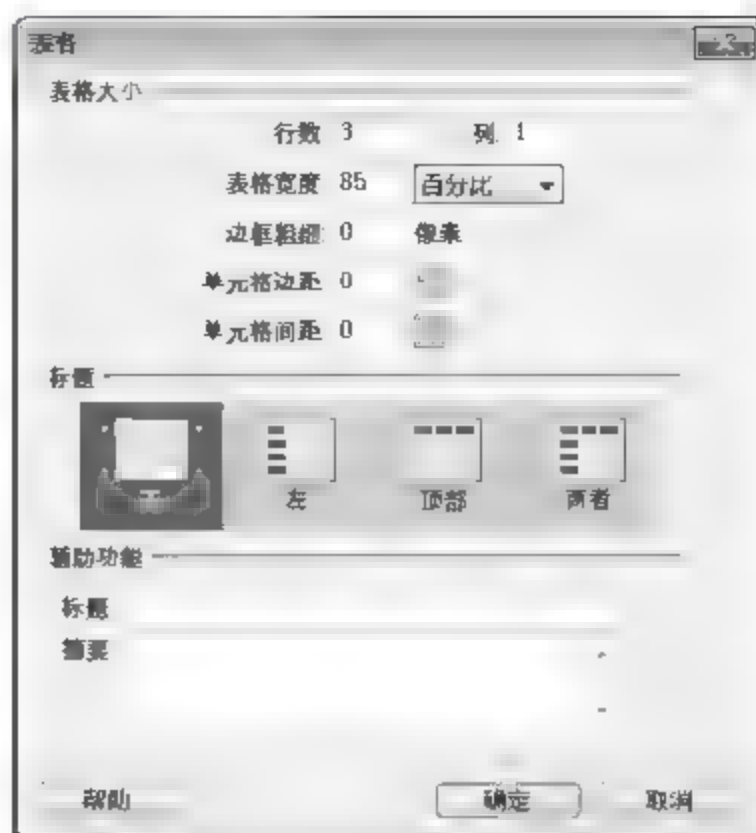 表格
表格大小
行数 3 列 1
表格宽度 85 百分比
边框粗细: 0 像素
单元格边距 0
单元格间距 0
标题
左 顶部 两者
辅助功能
标题
摘要
帮助 确定 取消